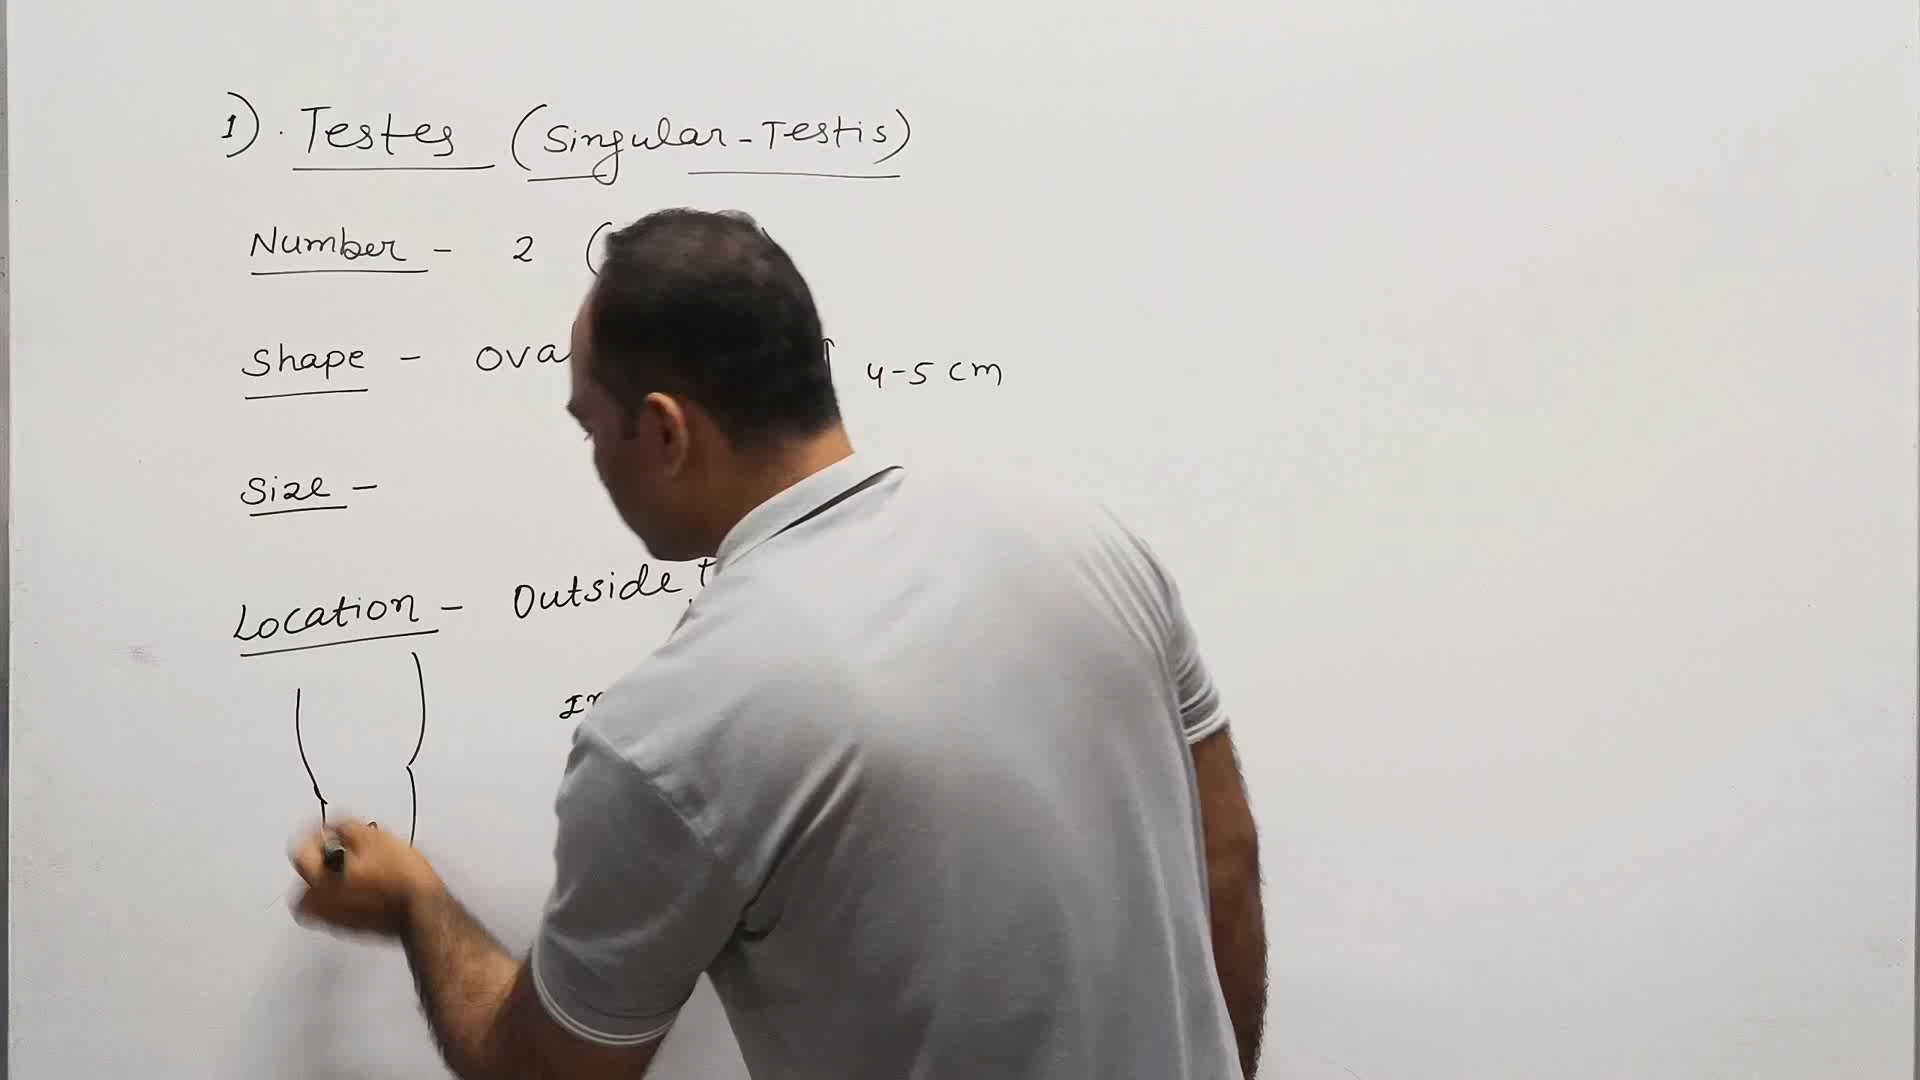 1). Testes (Singular-Testis)
Number - 2 (
Shape - ova
4-5 cm
Size -
Location - Outside